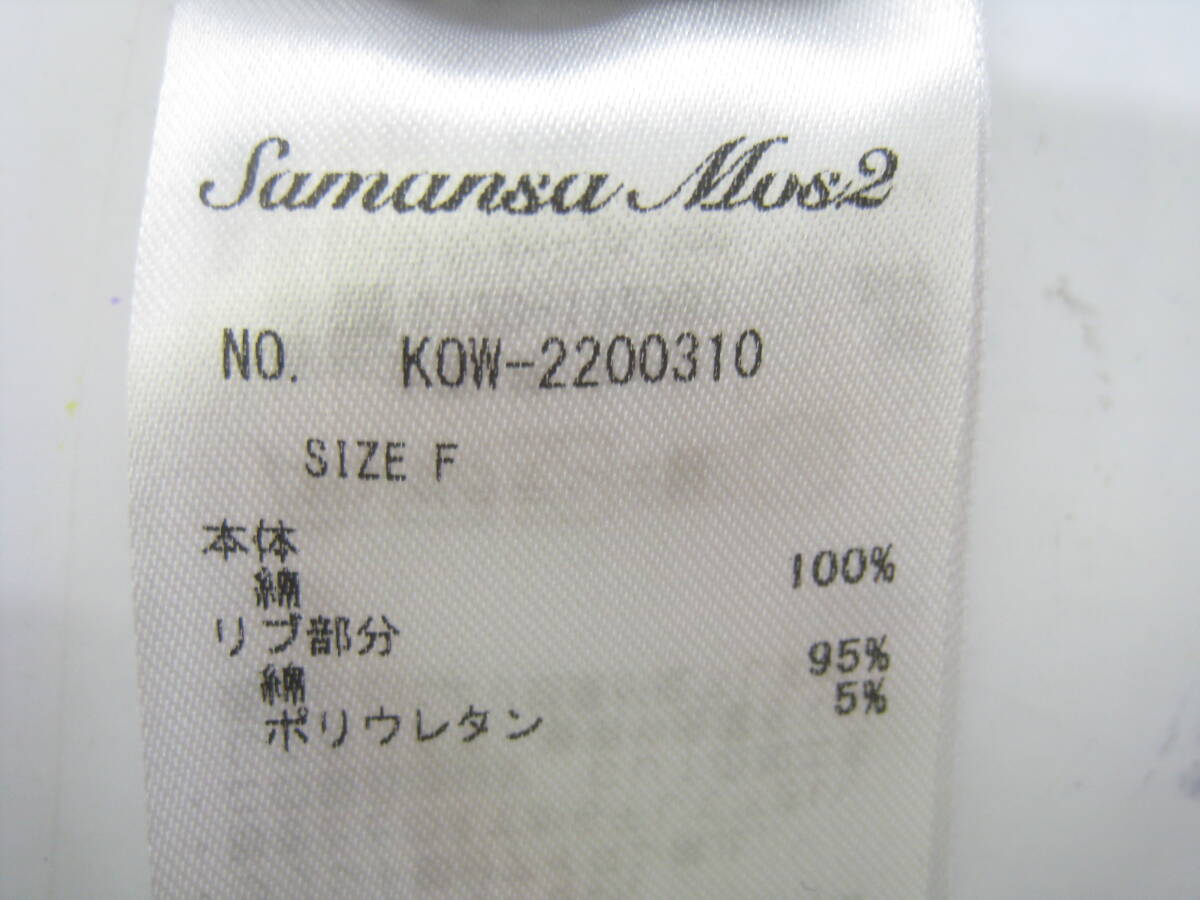 Samansa Mos2
NO. KOW-2200310
SIZE F
本体
綿 100%
リブ部分
綿 95%
ポリウレタン 5%